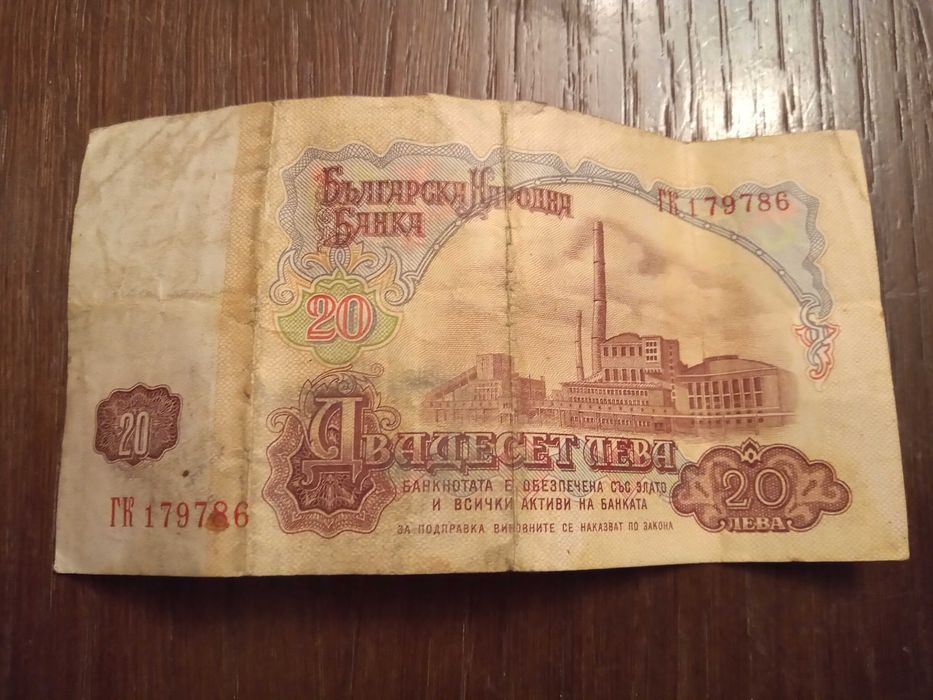 Българска Народна
Банка
ГК 179786
20
20
Двадесет лева
БАНКНОТАТА Е ОБЕЗПЕЧЕНА СЪС ЗЛАТО
И ВСИЧКИ АКТИВИ НА БАНКАТА
20
ЛЕВА
ГК 179786
ЗА ПОДПРАВКА ВИНОВНИТЕ СЕ НАКАЗВАТ ПО ЗАКОНА